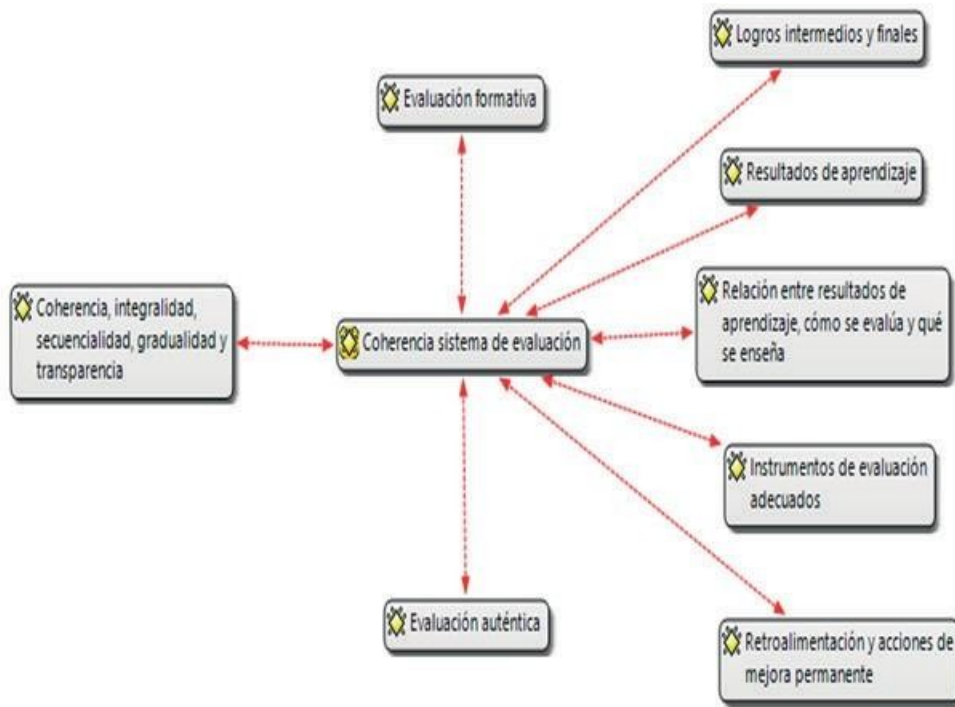 Logros intermedios y finales
Evaluación formativa
Resultados de aprendizaje
Coherencia, integralidad,
secuencialidad, gradualidad y
transparencia
Coherencia sistema de evaluación
Relación entre resultados de
aprendizaje, cómo se evalúa y qué
se enseña
Instrumentos de evaluación
adecuados
Evaluación auténtica
Retroalimentación y acciones de
mejora permanente